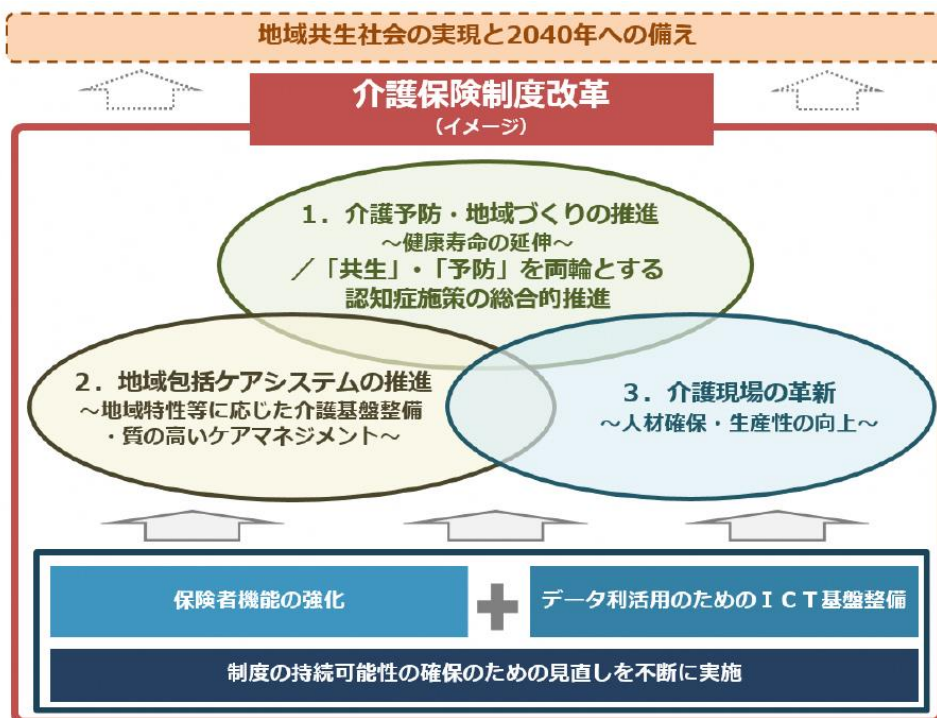 地域共生社会の実現と2040年への備え
介護保険制度改革
（イメージ）
１．介護予防・地域づくりの推進
～健康寿命の延伸～
／「共生」・「予防」を両輪とする
認知症施策の総合的推進
２．地域包括ケアシステムの推進
～地域特性等に応じた介護基盤整備
・質の高いケアマネジメント～
３．介護現場の革新
～人材確保・生産性の向上～
保険者機能の強化
データ利活用のためのＩＣＴ基盤整備
制度の持続可能性の確保のための見直しを不断に実施